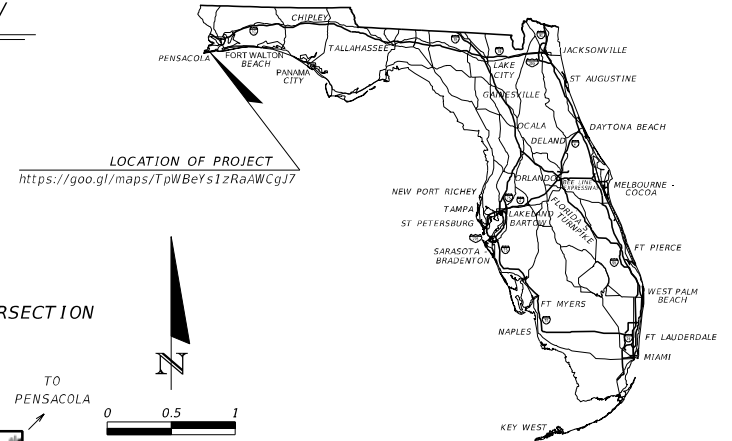 CHIPLEY
PENSACOLA
FORT WALTON
BEACH
PANAMA
CITY
TALLAHASSEE
LAKE
CITY
JACKSONVILLE
ST AUGUSTINE
GAINESVILLE
OCALA
DELAND
DAYTONA BEACH
LOCATION OF PROJECT
https://goo.gl/maps/TpWBeYs1zRaAWCgJ7
ORLANDO
BEE LINE
EXPRESSWAY
MELBOURNE -
COCOA
NEW PORT RICHEY
TAMPA
ST PETERSBURG
LAKELAND
BARTOW
FLORIDA'S
TURNPIKE
SARASOTA -
BRADENTON
FT PIERCE
WEST PALM
BEACH
FT MYERS
NAPLES
FT LAUDERDALE
MIAMI
KEY WEST
RSECTION
N
TO
PENSACOLA
0 0.5 1